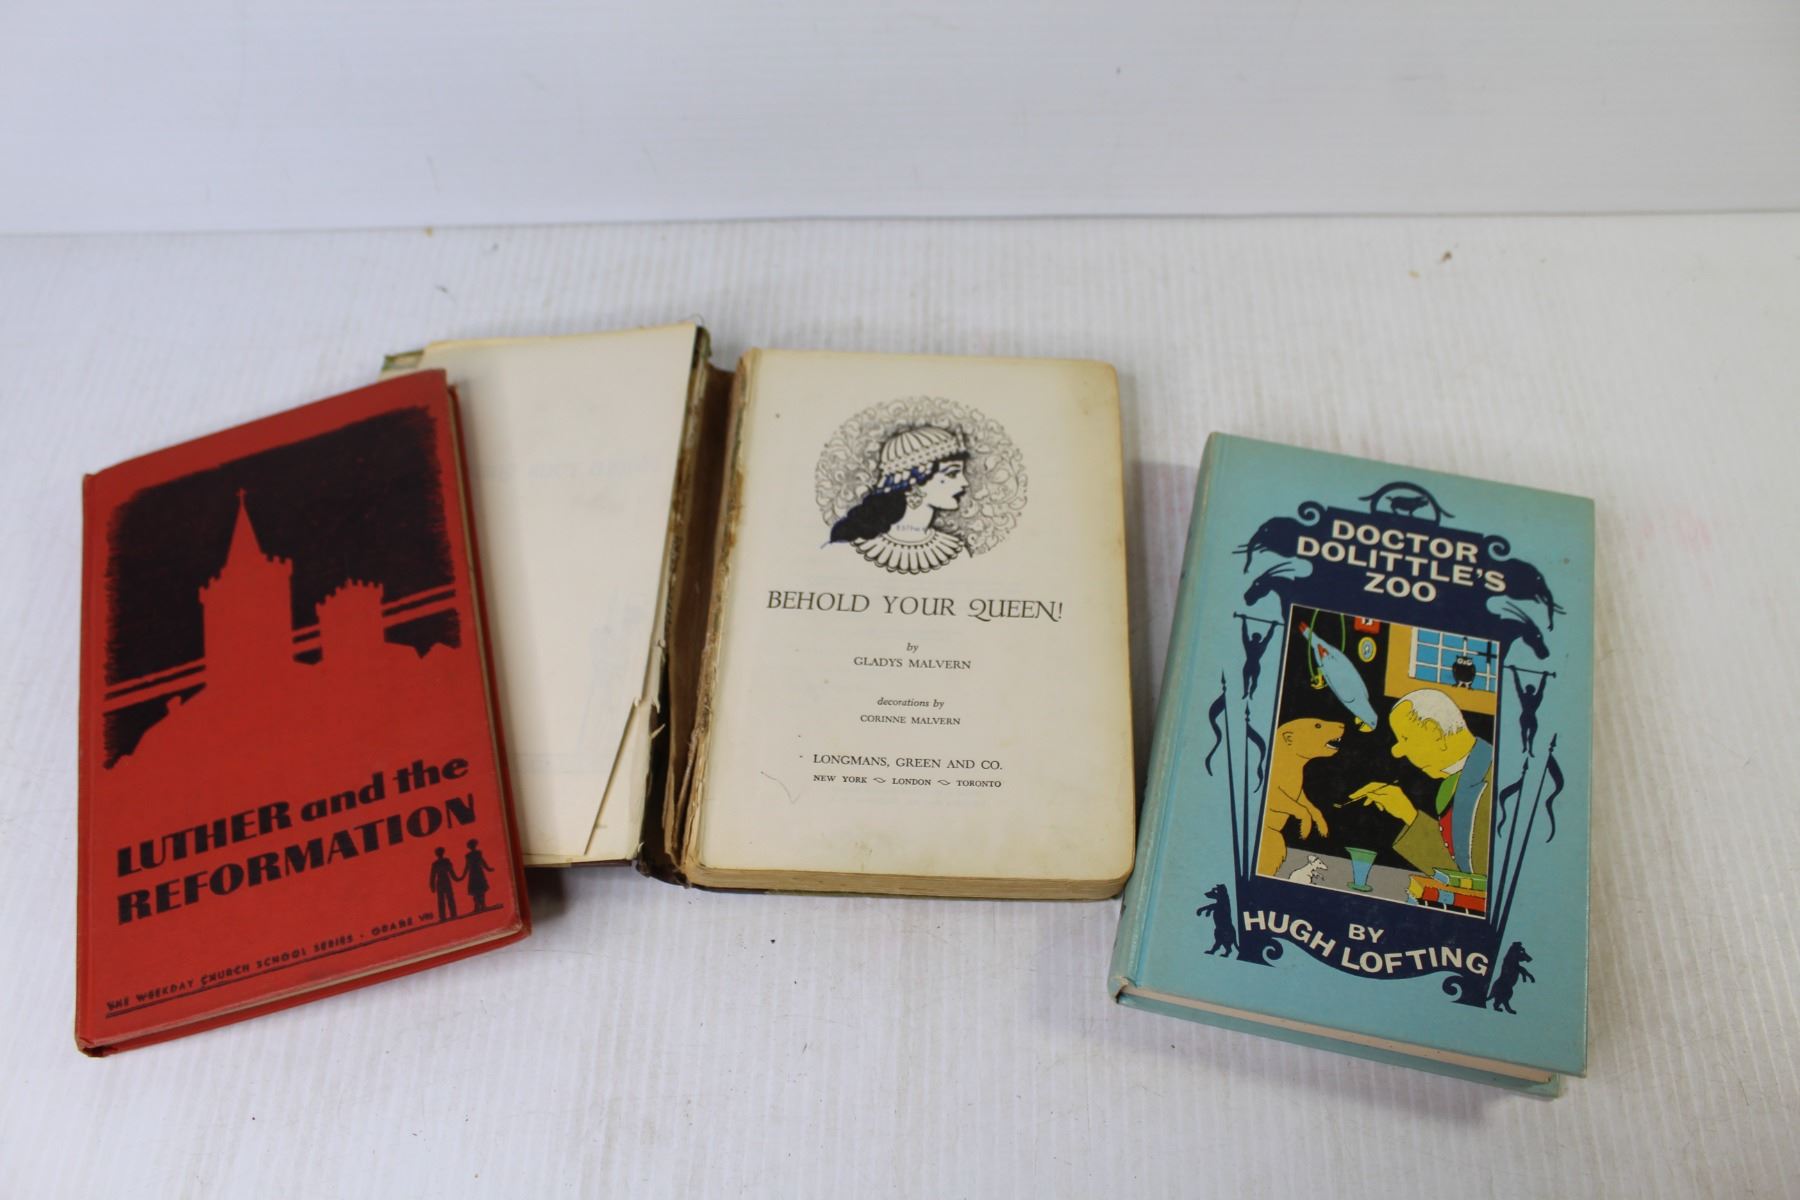 LUTHER and the
REFORMATION
THE WEEKDAY CHURCH SCHOOL SERIES · GRADE VIII
BEHOLD YOUR QUEEN!
by
GLADYS MALVERN
decorations by
CORINNE MALVERN
LONGMANS, GREEN AND CO.
NEW YORK ~ LONDON ~ TORONTO
DOCTOR
DOLITTLE'S
ZOO
BY
HUGH LOFTING